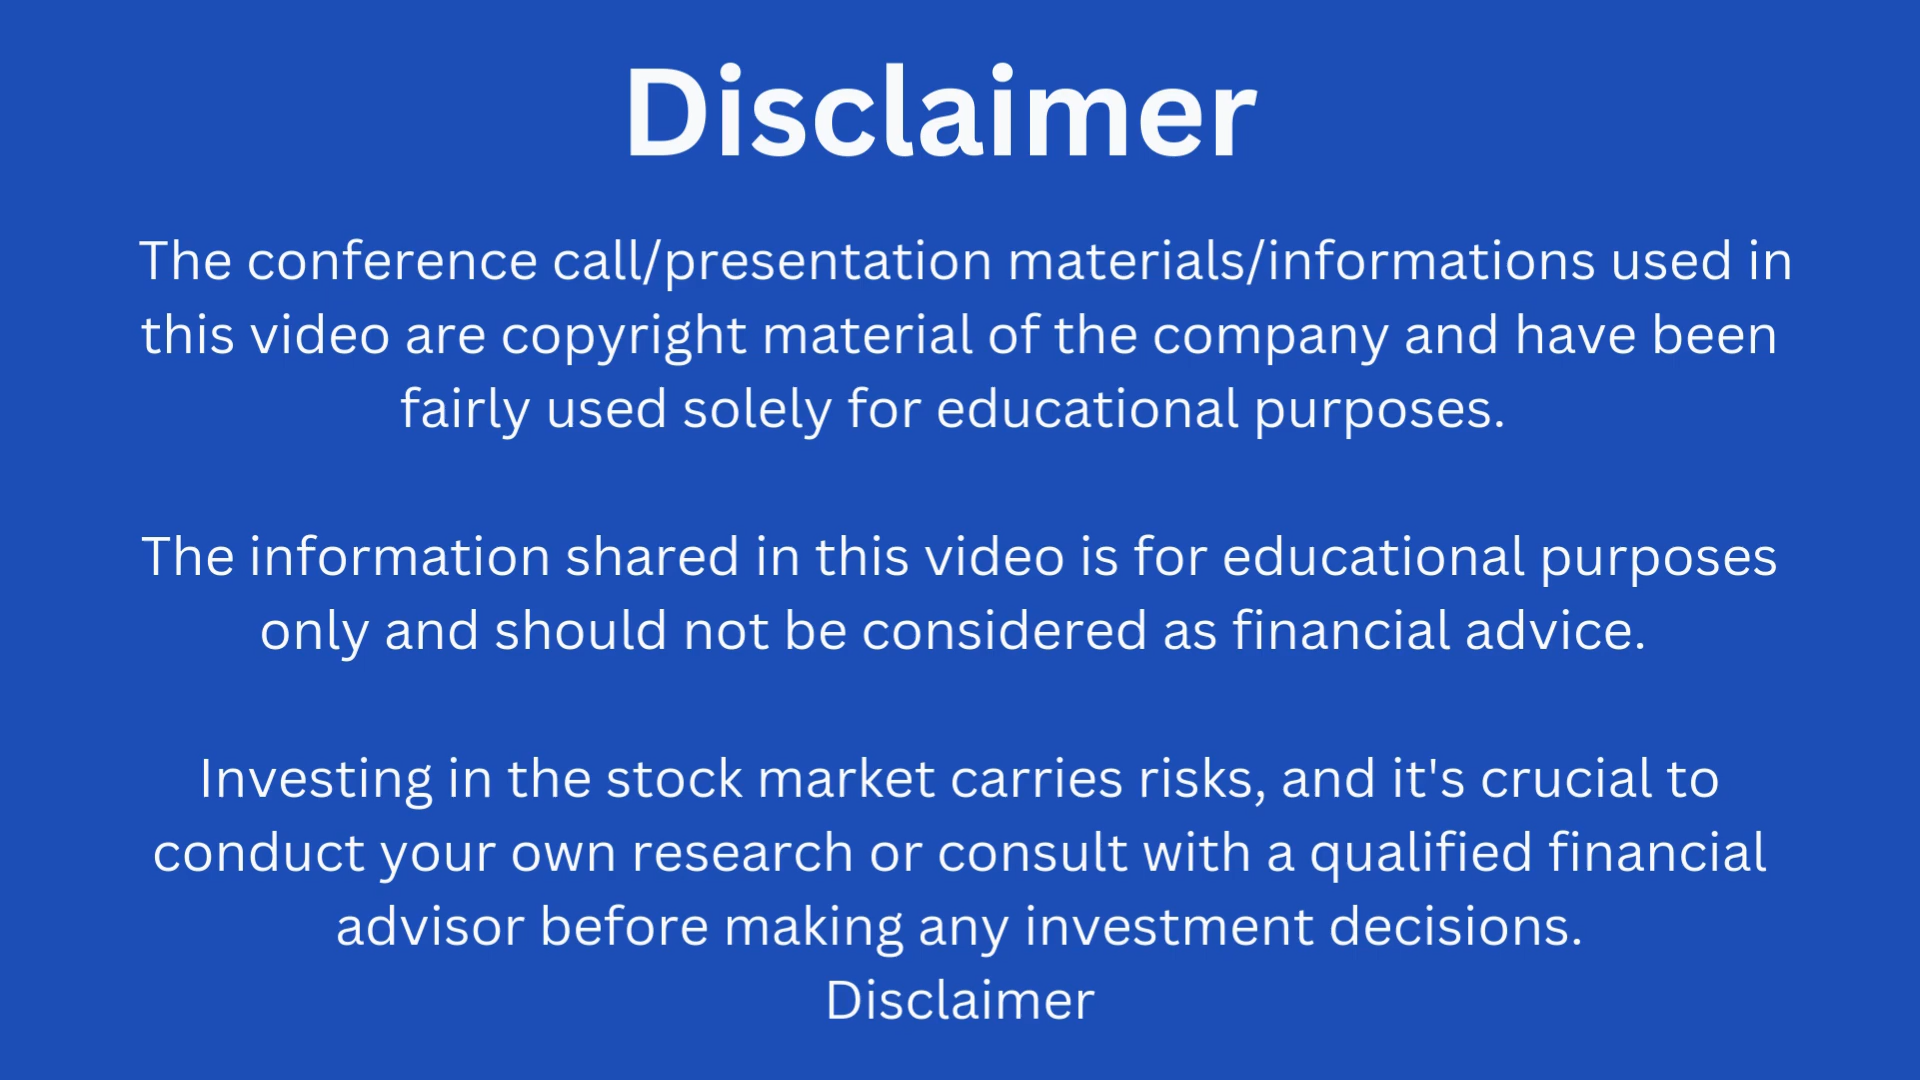 Disclaimer
The conference call/presentation materials/informations used in
this video are copyright material of the company and have been
fairly used solely for educational purposes.
The information shared in this video is for educational purposes
only and should not be considered as financial advice.
Investing in the stock market carries risks, and it's crucial to
conduct your own research or consult with a qualified financial
advisor before making any investment decisions.
Disclaimer